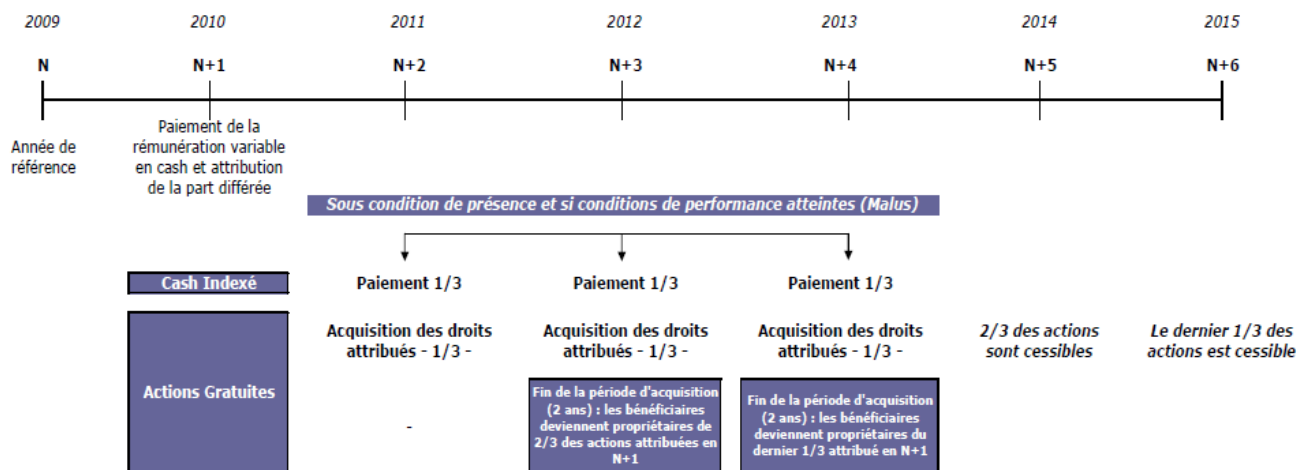 2009 2010 2011 2012 2013 2014 2015
N N+1 N+2 N+3 N+4 N+5 N+6
Année de
référence
Paiement de la
rémunération variable
en cash et attribution
de la part différée
Sous condition de présence et si conditions de performance atteintes (Malus)
Cash Indexé
Paiement 1/3
Paiement 1/3
Paiement 1/3
Actions Gratuites
Acquisition des droits
attribués - 1/3 -
-
Acquisition des droits
attribués - 1/3 -
Fin de la période d'acquisition
(2 ans) : les bénéficiaires
deviennent propriétaires de
2/3 des actions attribuées en
N+1
Acquisition des droits
attribués - 1/3 -
Fin de la période d'acquisition
(2 ans) : les bénéficiaires
deviennent propriétaires du
dernier 1/3 attribué en N+1
2/3 des actions
sont cessibles
Le dernier 1/3 des
actions est cessible